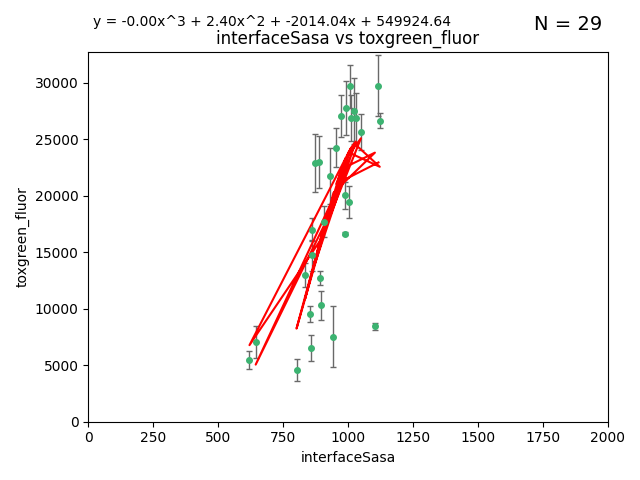 y = -0.00x^3 + 2.40x^2 + -2014.04x + 549924.64
N = 29
interfaceSasa vs toxgreen_fluor
30000
25000
20000
15000
10000
5000
0
toxgreen_fluor
0 250 500 750 1000 1250 1500 1750 2000
interfaceSasa